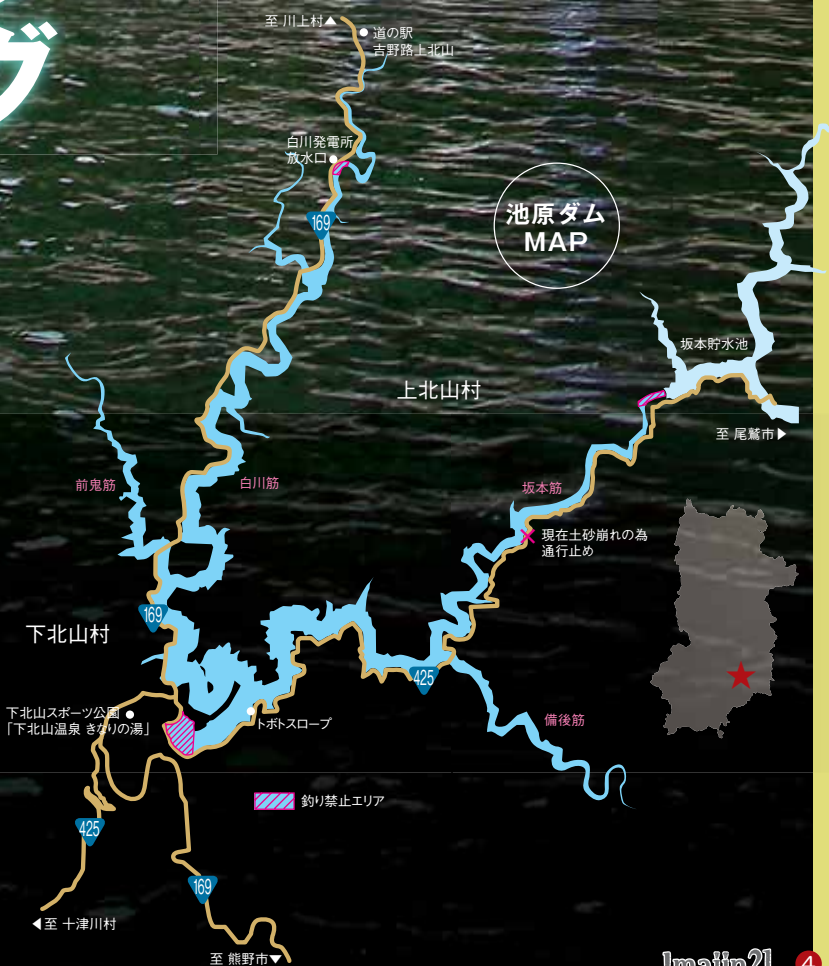 グ
至 川上村▲
道の駅
吉野路上北山
白川発電所
放水口
169
池原ダム
MAP
坂本貯水池
上北山村
至 尾鷲市▶
前鬼筋
白川筋
坂本筋
現在土砂崩れの為
通行止め
169
下北山村
425
下北山スポーツ公園
「下北山温泉 きなりの湯」
トボトスロープ
備後筋
釣り禁止エリア
425
169
◀至 十津川村
至 熊野市▼
Imajin21
4